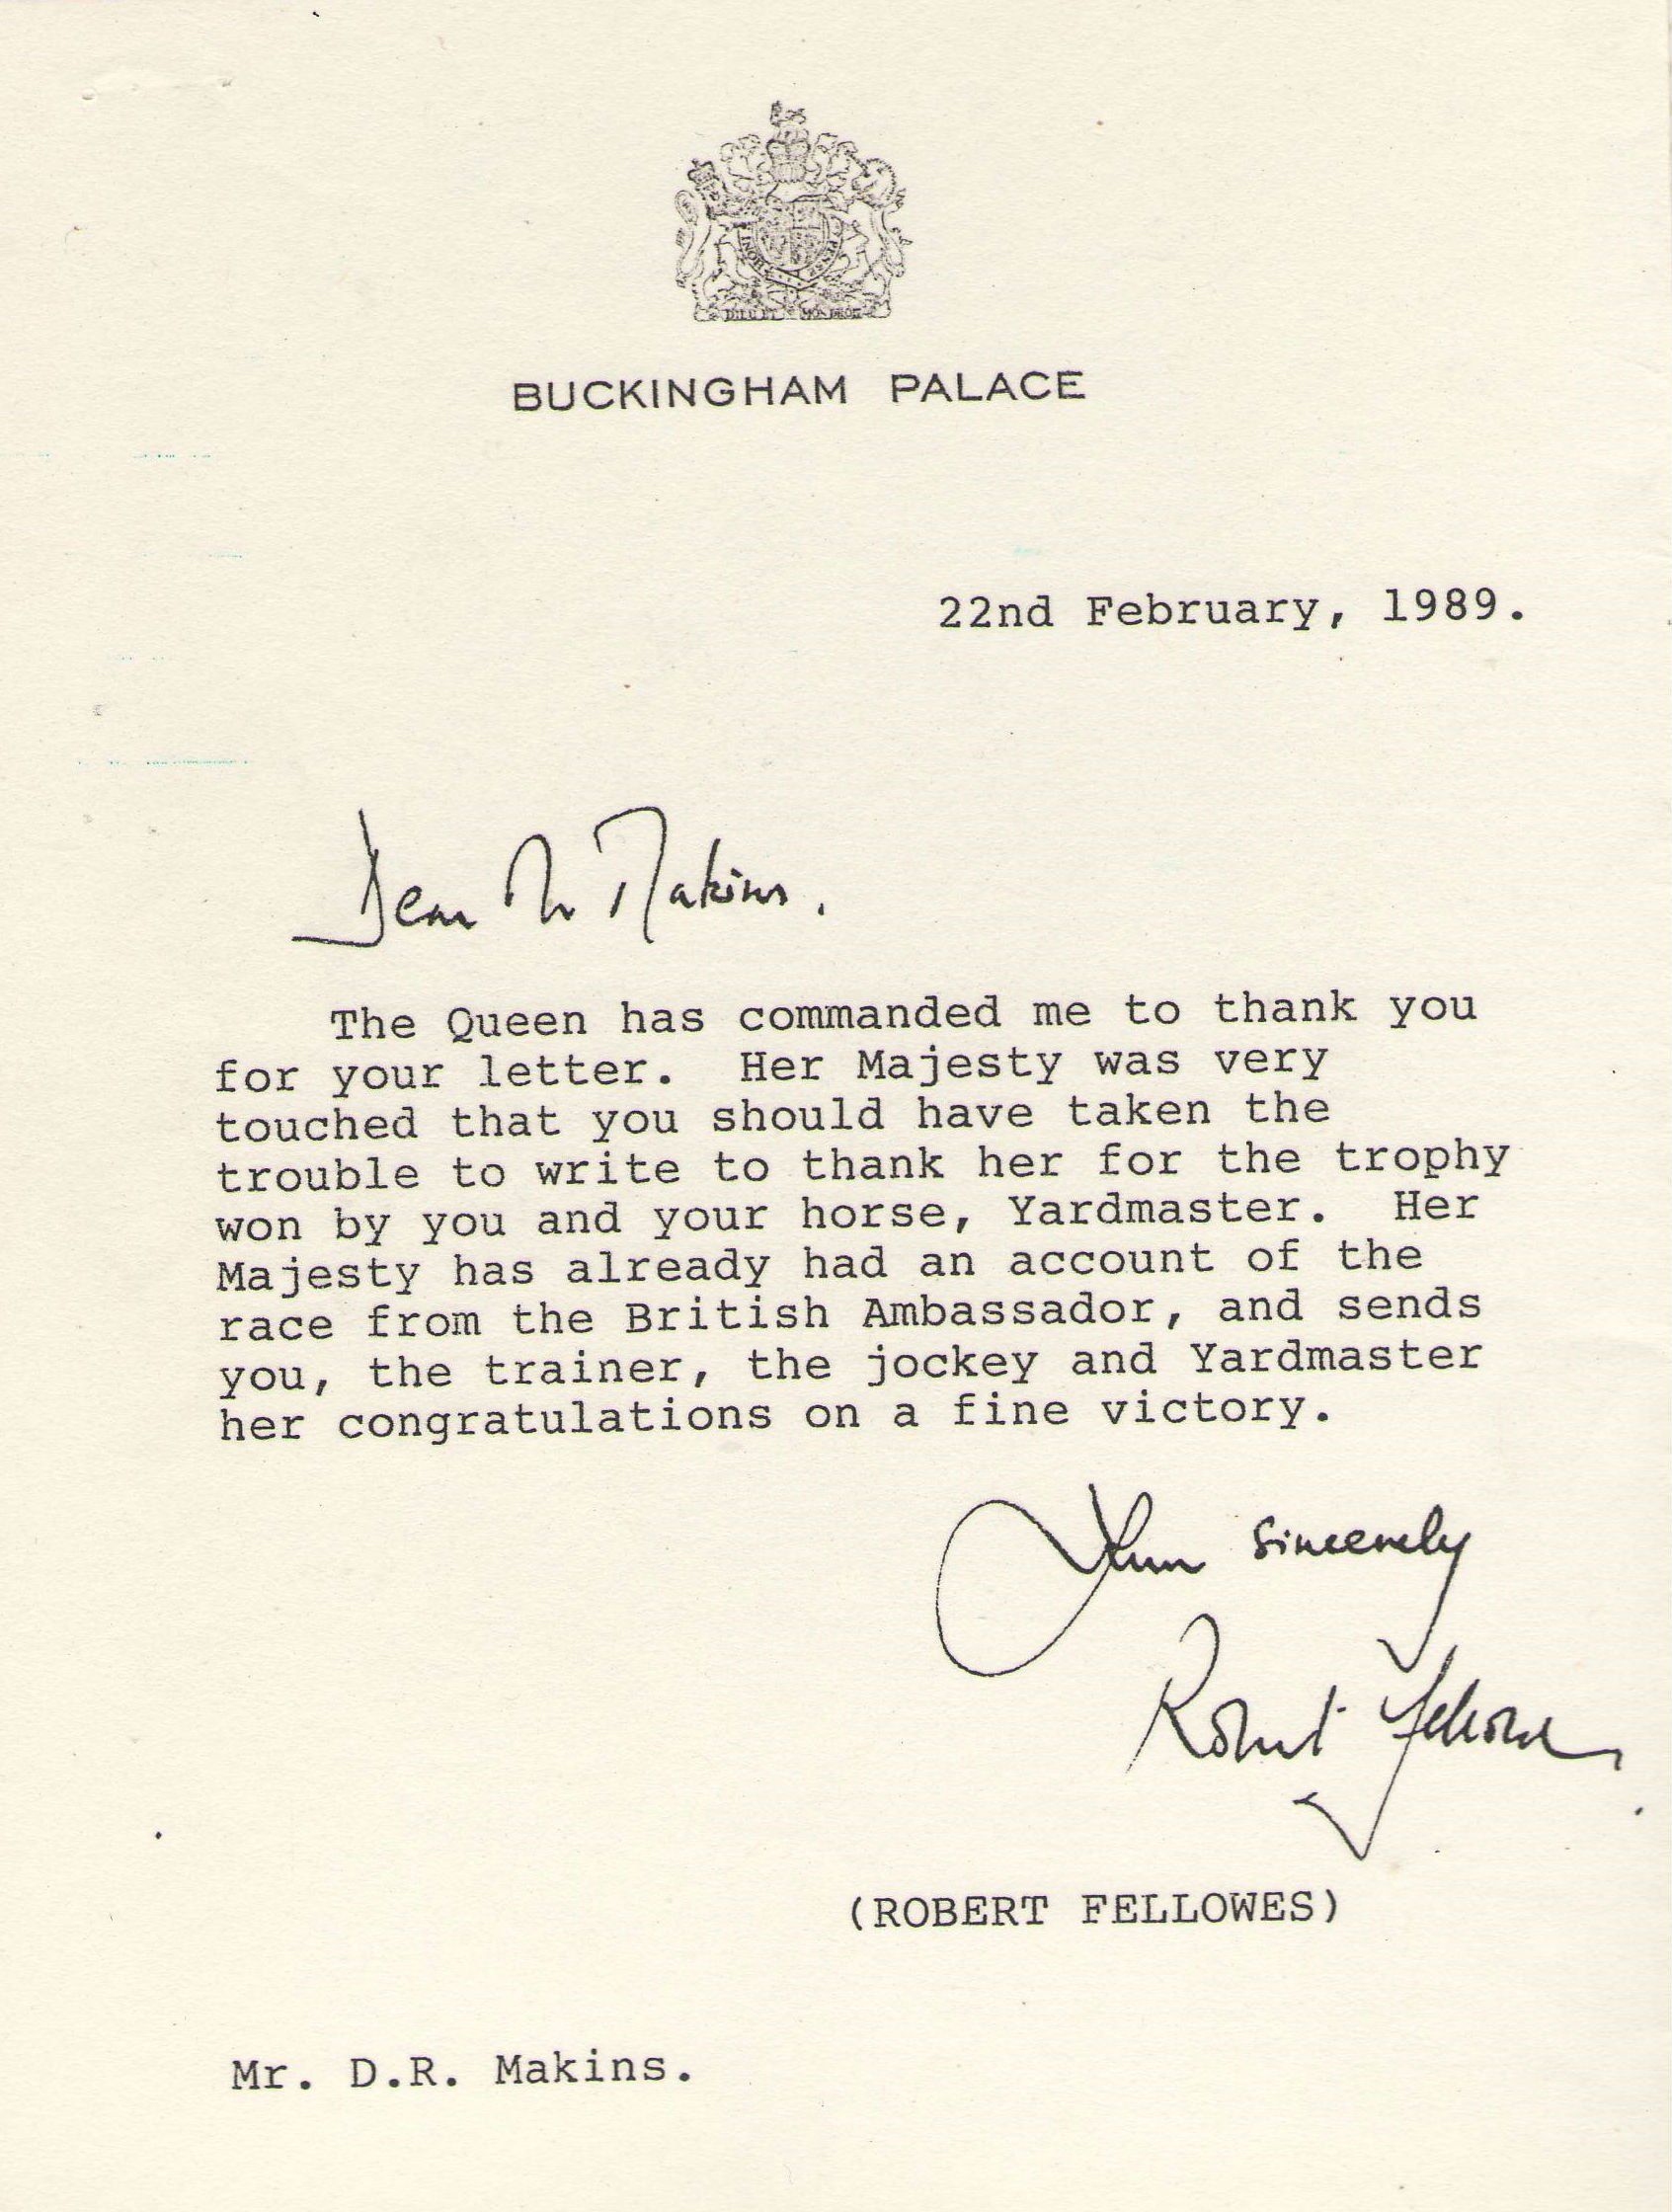 BUCKINGHAM PALACE
22nd February, 1989.
Dear Mr Makins,
The Queen has commanded me to thank you
for your letter. Her Majesty was very
touched that you should have taken the
trouble to write to thank her for the trophy
won by you and your horse, Yardmaster. Her
Majesty has already had an account of the
race from the British Ambassador, and sends
you, the trainer, the jockey and Yardmaster
her congratulations on a fine victory.
Yours sincerely
Robert Fellowes
(ROBERT FELLOWES)
Mr. D.R. Makins.